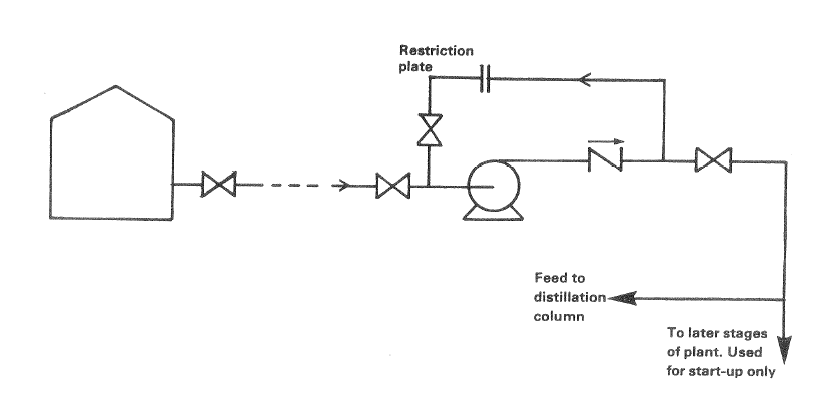 Restriction
plate
Feed to
distillation
column
To later stages
of plant. Used
for start-up only